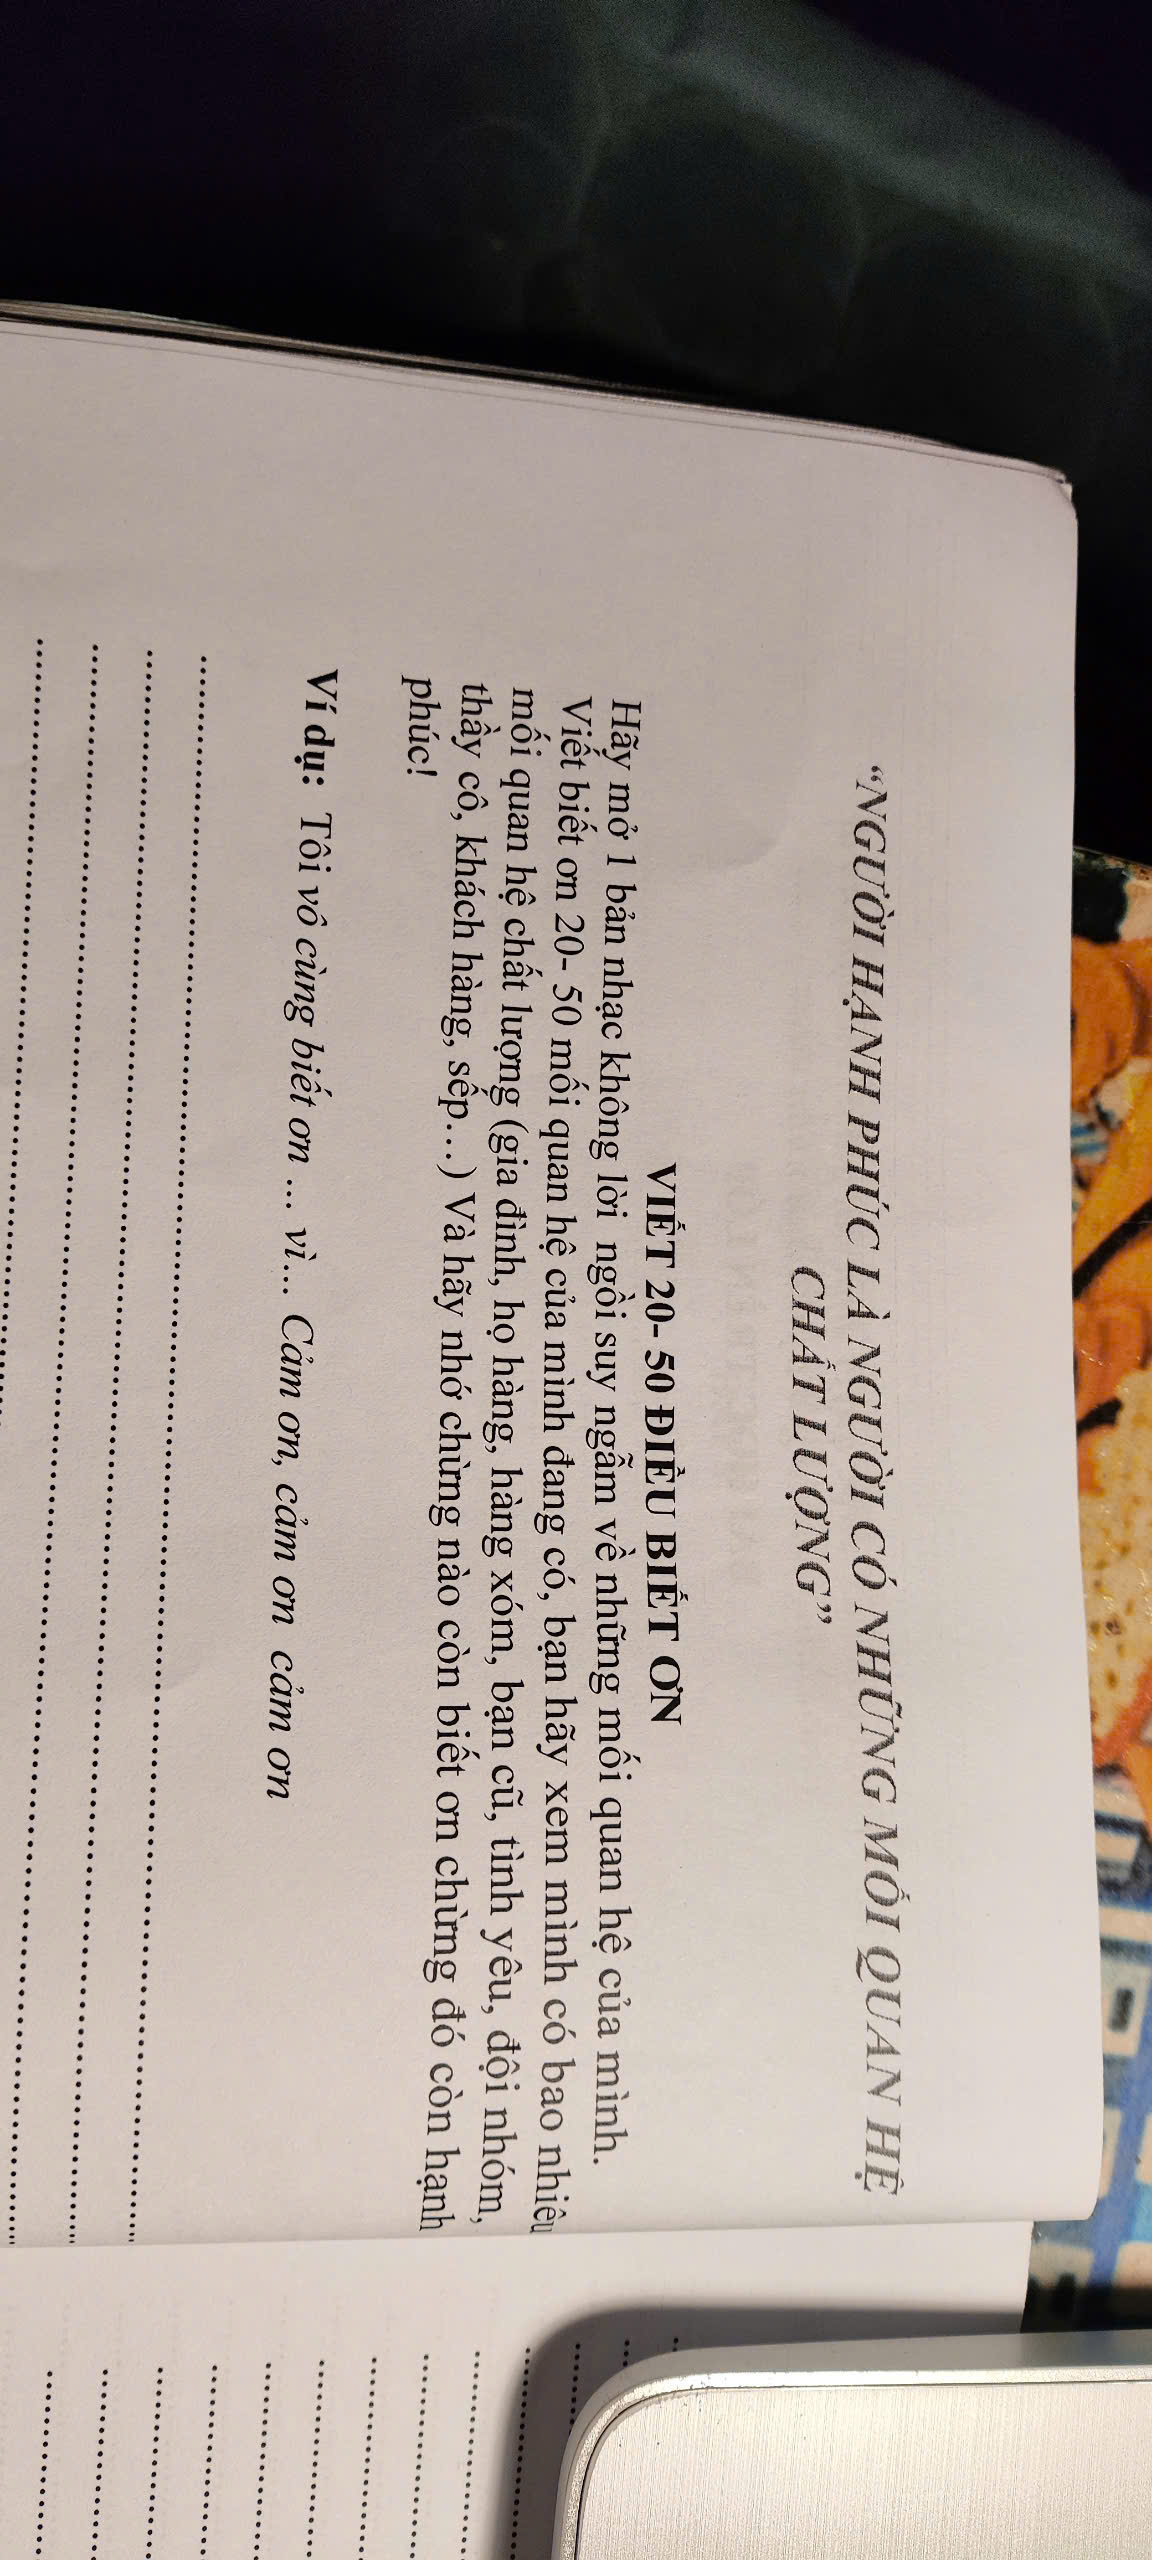 “NGƯỜI HẠNH PHÚC LÀ NGƯỜI CÓ NHỮNG MỐI QUAN HỆ
CHẤT LƯỢNG”
VIẾT 20- 50 ĐIỀU BIẾT ƠN
Hãy mở 1 bản nhạc không lời ngồi suy ngẫm về những mối quan hệ của mình.
Viết biết ơn 20- 50 mối quan hệ của mình đang có, bạn hãy xem mình có bao nhiêu
mối quan hệ chất lượng (gia đình, họ hàng, hàng xóm, bạn cũ, tình yêu, đội nhóm,
thầy cô, khách hàng, sếp…) Và hãy nhớ chừng nào còn biết ơn chừng đó còn hạnh
phúc!
Ví dụ: Tôi vô cùng biết ơn … vì… Cảm ơn, cảm ơn cảm ơn